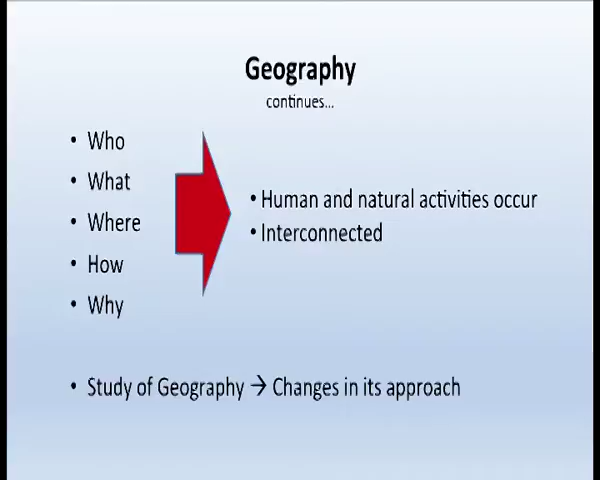 Geography
continues...
• Who
• What
• Where
• How
• Why
• Human and natural activities occur
• Interconnected
• Study of Geography → Changes in its approach